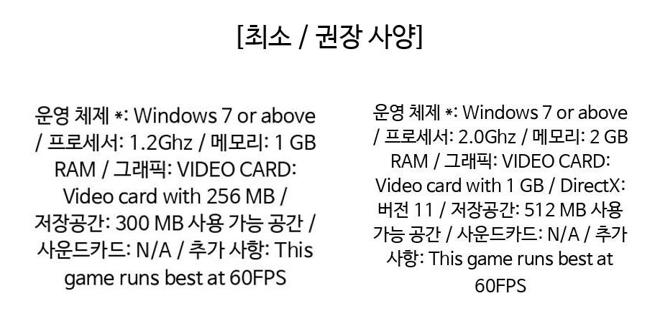 [최소 / 권장 사양]
운영 체제 *: Windows 7 or above
/ 프로세서: 1.2Ghz / 메모리: 1 GB
RAM / 그래픽: VIDEO CARD:
Video card with 256 MB /
저장공간: 300 MB 사용 가능 공간 /
사운드카드: N/A / 추가 사항: This
game runs best at 60FPS
운영 체제 *: Windows 7 or above
/ 프로세서: 2.0Ghz / 메모리: 2 GB
RAM / 그래픽: VIDEO CARD:
Video card with 1 GB / DirectX:
버전 11 / 저장공간: 512 MB 사용
가능 공간 / 사운드카드: N/A / 추가
사항: This game runs best at
60FPS